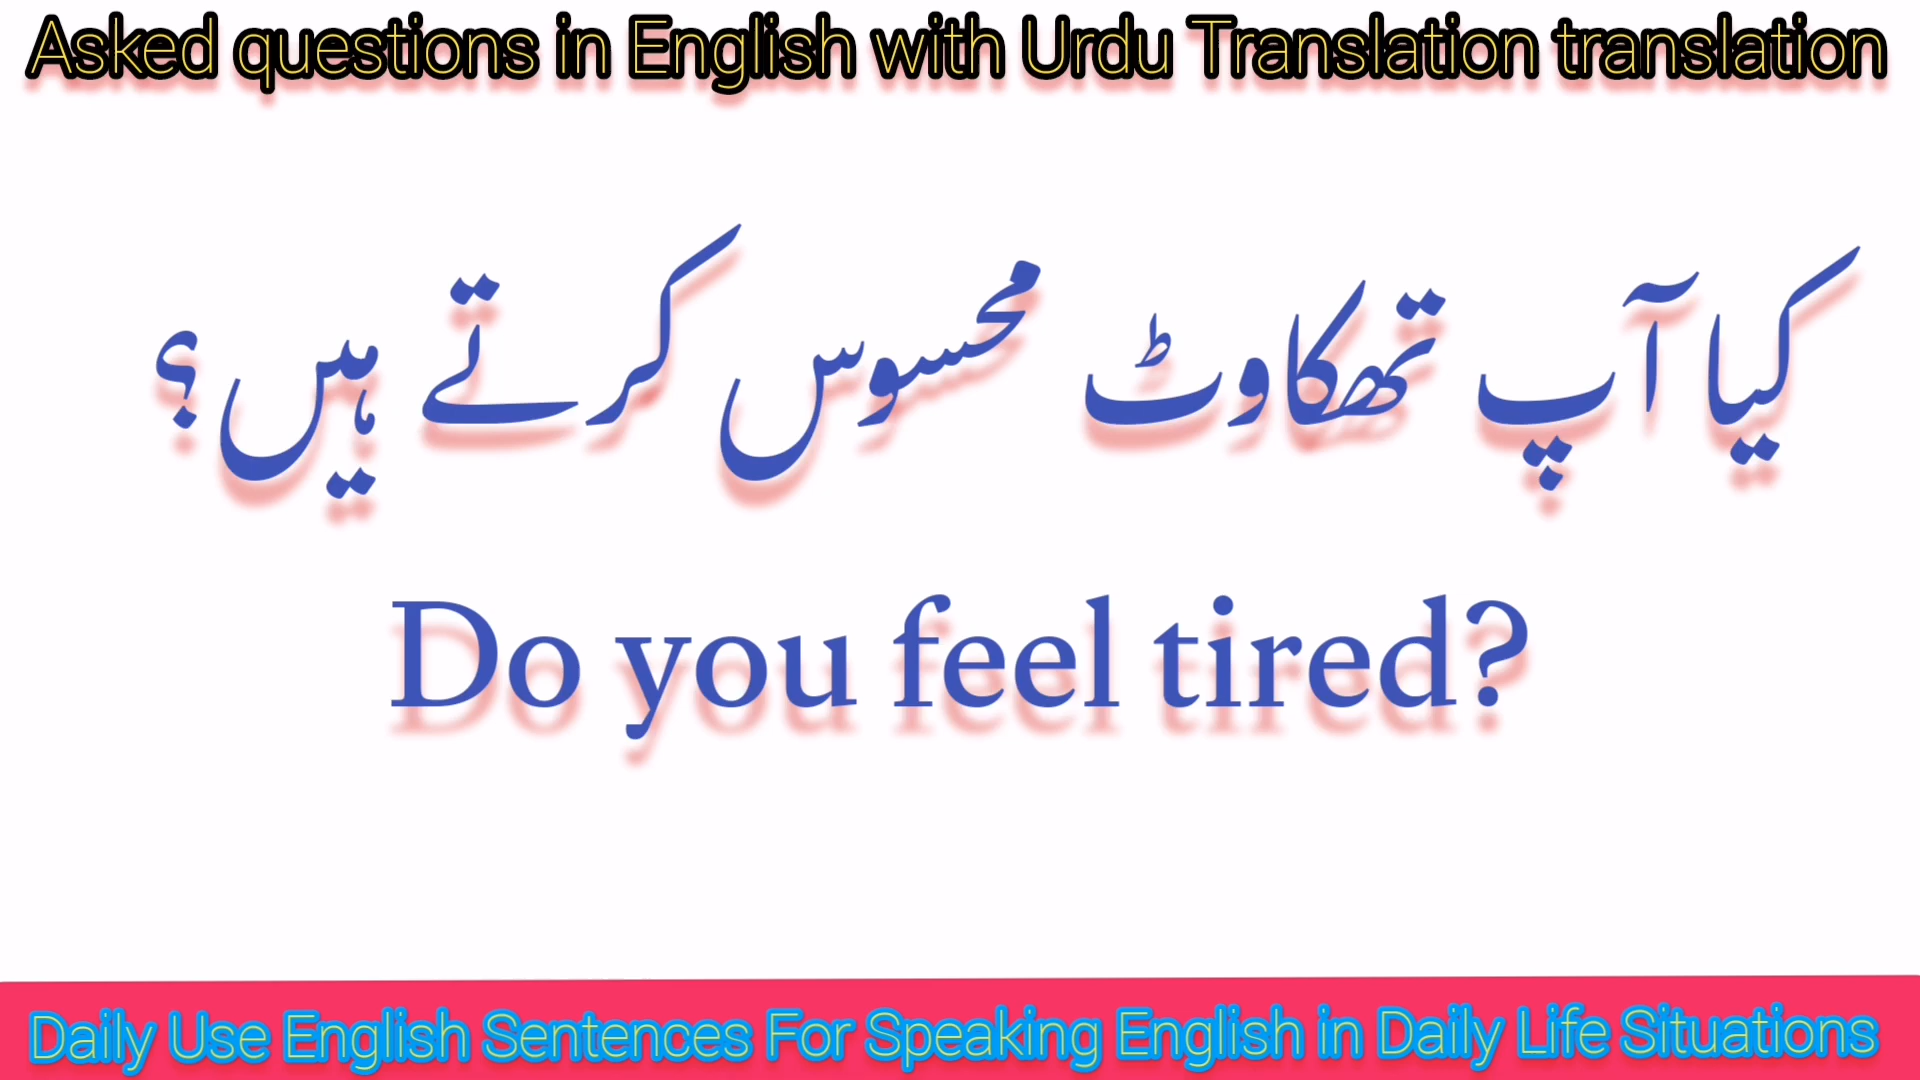 Asked questions in English with Urdu Translation translation
کیا آپ تھکاوٹ محسوس کرتے ہیں؟
Do you feel tired?
Daily Use English Sentences For Speaking English in Daily Life Situations